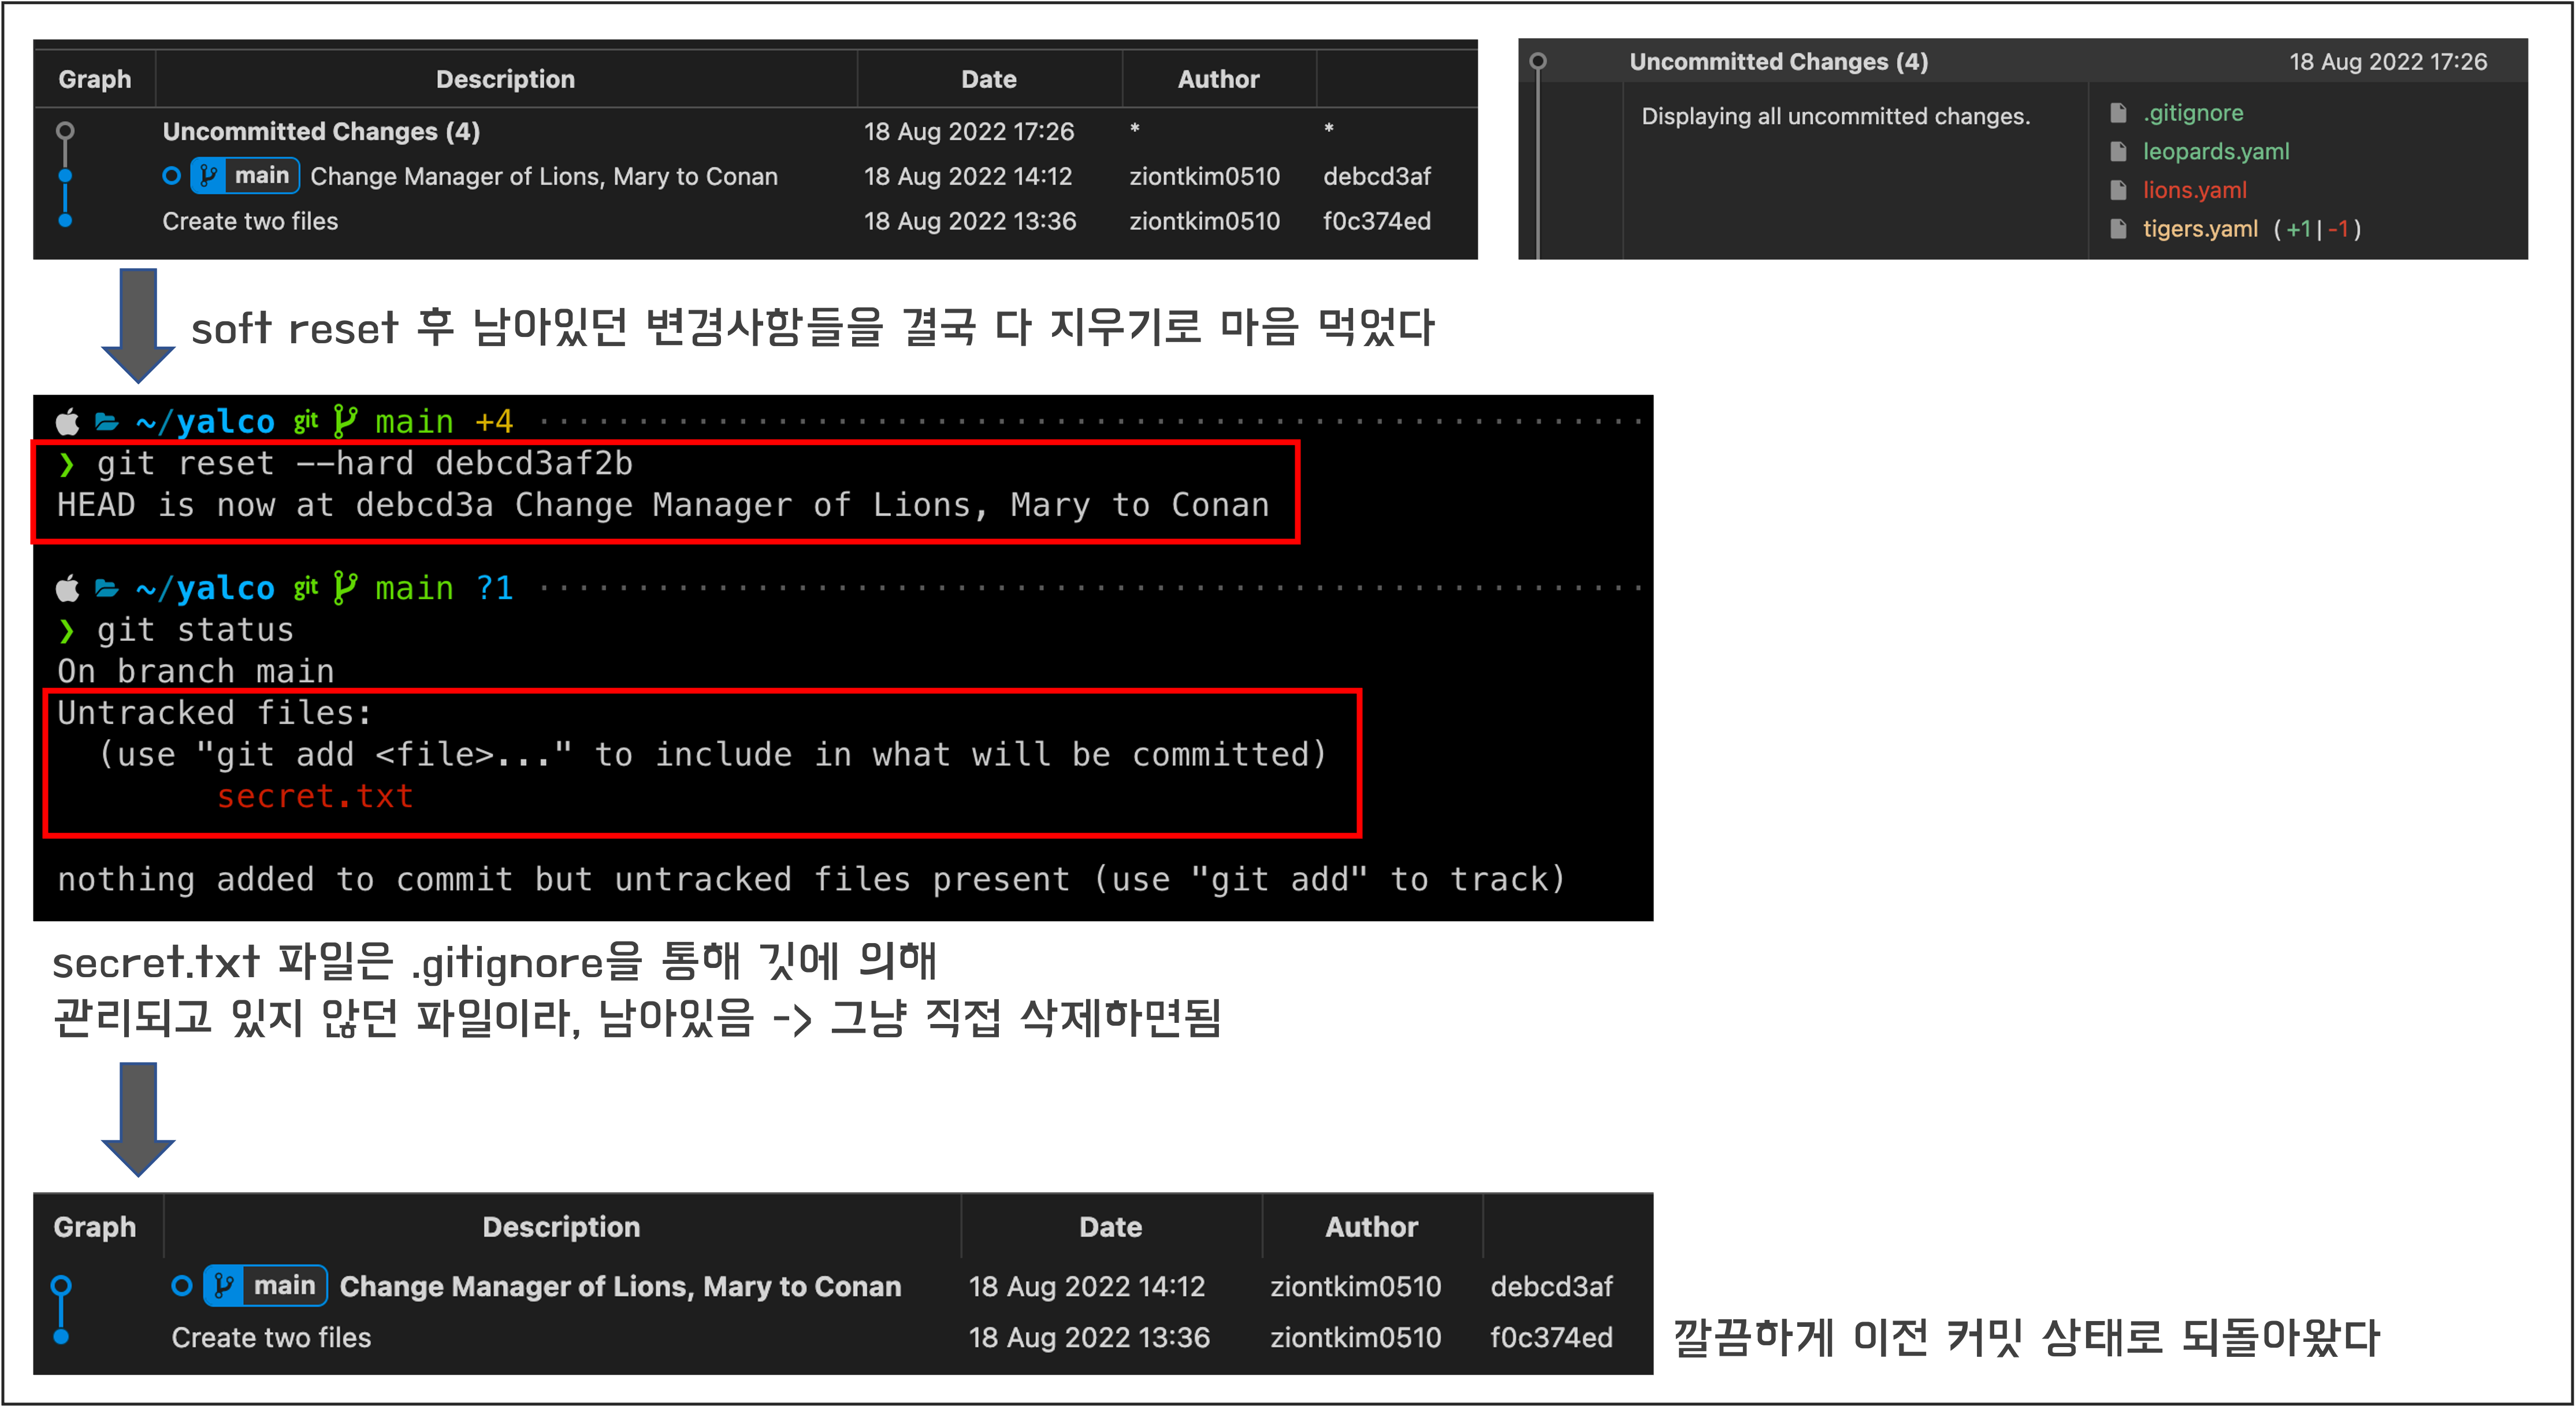 Graph Description Date Author
Uncommitted Changes (4) 18 Aug 2022 17:26 * *
main Change Manager of Lions, Mary to Conan 18 Aug 2022 14:12 ziontkim0510 debcd3af
Create two files 18 Aug 2022 13:36 ziontkim0510 f0c374ed
Uncommitted Changes (4) 18 Aug 2022 17:26
Displaying all uncommitted changes.
.gitignore
leopards.yaml
lions.yaml
tigers.yaml (+1|-1)
soft reset 후 남아있던 변경사항들을 결국 다 지우기로 마음 먹었다
~/yalco git main +4
❯ git reset --hard debcd3af2b
HEAD is now at debcd3a Change Manager of Lions, Mary to Conan
~/yalco git main ?1
❯ git status
On branch main
Untracked files:
(use "git add <file>..." to include in what will be committed)
secret.txt
nothing added to commit but untracked files present (use "git add" to track)
secret.txt 파일은 .gitignore을 통해 깃에 의해
관리되고 있지 않던 파일이라, 남아있음 -> 그냥 직접 삭제하면됨
Graph Description Date Author
main Change Manager of Lions, Mary to Conan 18 Aug 2022 14:12 ziontkim0510 debcd3af
Create two files 18 Aug 2022 13:36 ziontkim0510 f0c374ed
깔끔하게 이전 커밋 상태로 되돌아왔다